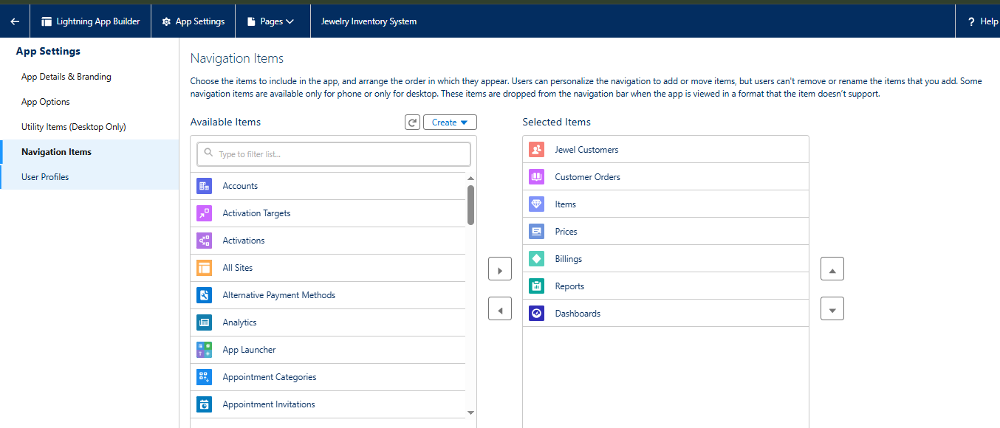 Lightning App Builder
App Settings
Pages
Jewelry Inventory System
? Help
App Settings
App Details & Branding
App Options
Utility Items (Desktop Only)
Navigation Items
User Profiles
Navigation Items
Choose the items to include in the app, and arrange the order in which they appear. Users can personalize the navigation to add or move items, but users can't remove or rename the items that you add. Some
navigation items are available only for phone or only for desktop. These items are dropped from the navigation bar when the app is viewed in a format that the item doesn't support.
Available Items
Create
Type to filter list...
Accounts
Activation Targets
Activations
All Sites
Alternative Payment Methods
Analytics
App Launcher
Appointment Categories
Appointment Invitations
Selected Items
Jewel Customers
Customer Orders
Items
Prices
Billings
Reports
Dashboards